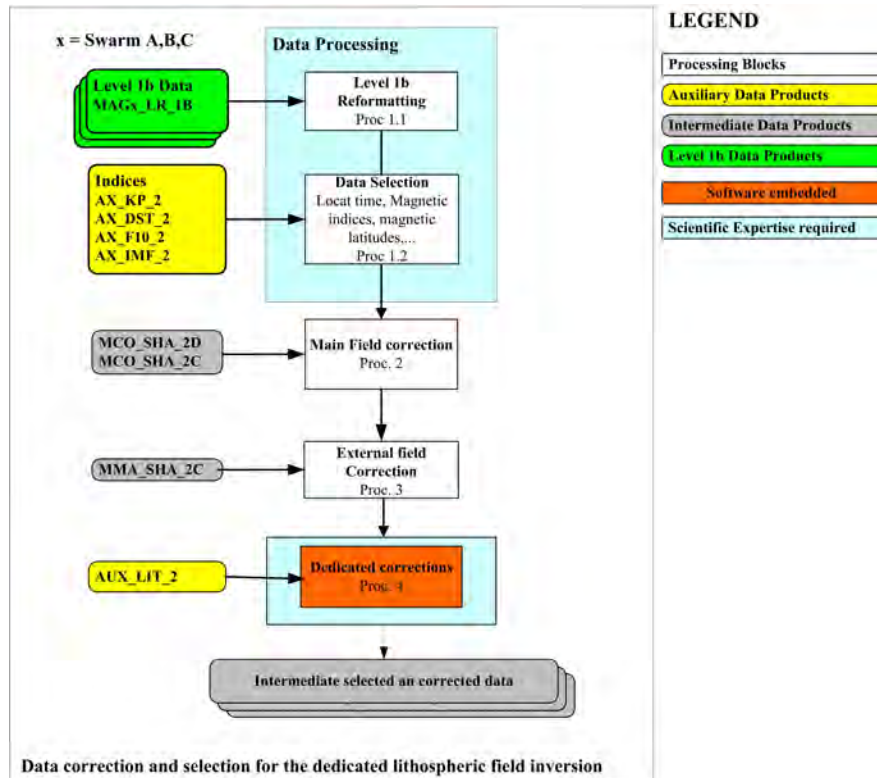 x = Swarm A,B,C
Data Processing
Level 1b Data
MAGx_LR_1B
Level 1b
Reformatting
Proc 1.1
Indices
AX_KP_2
AX_DST_2
AX_F10_2
AX_IMF_2
Data Selection
Locat time, Magnetic
indices, magnetic
latitudes,...
Proc 1.2
MCO_SHA_2D
MCO_SHA_2C
Main Field correction
Proc. 2
MMA_SHA_2C
External field
Correction
Proc. 3
AUX_LIT_2
Dedicated corrections
Proc. 4
Intermediate selected an corrected data
Data correction and selection for the dedicated lithospheric field inversion
LEGEND
Processing Blocks
Auxiliary Data Products
Intermediate Data Products
Level 1b Data Products
Software embedded
Scientific Expertise required